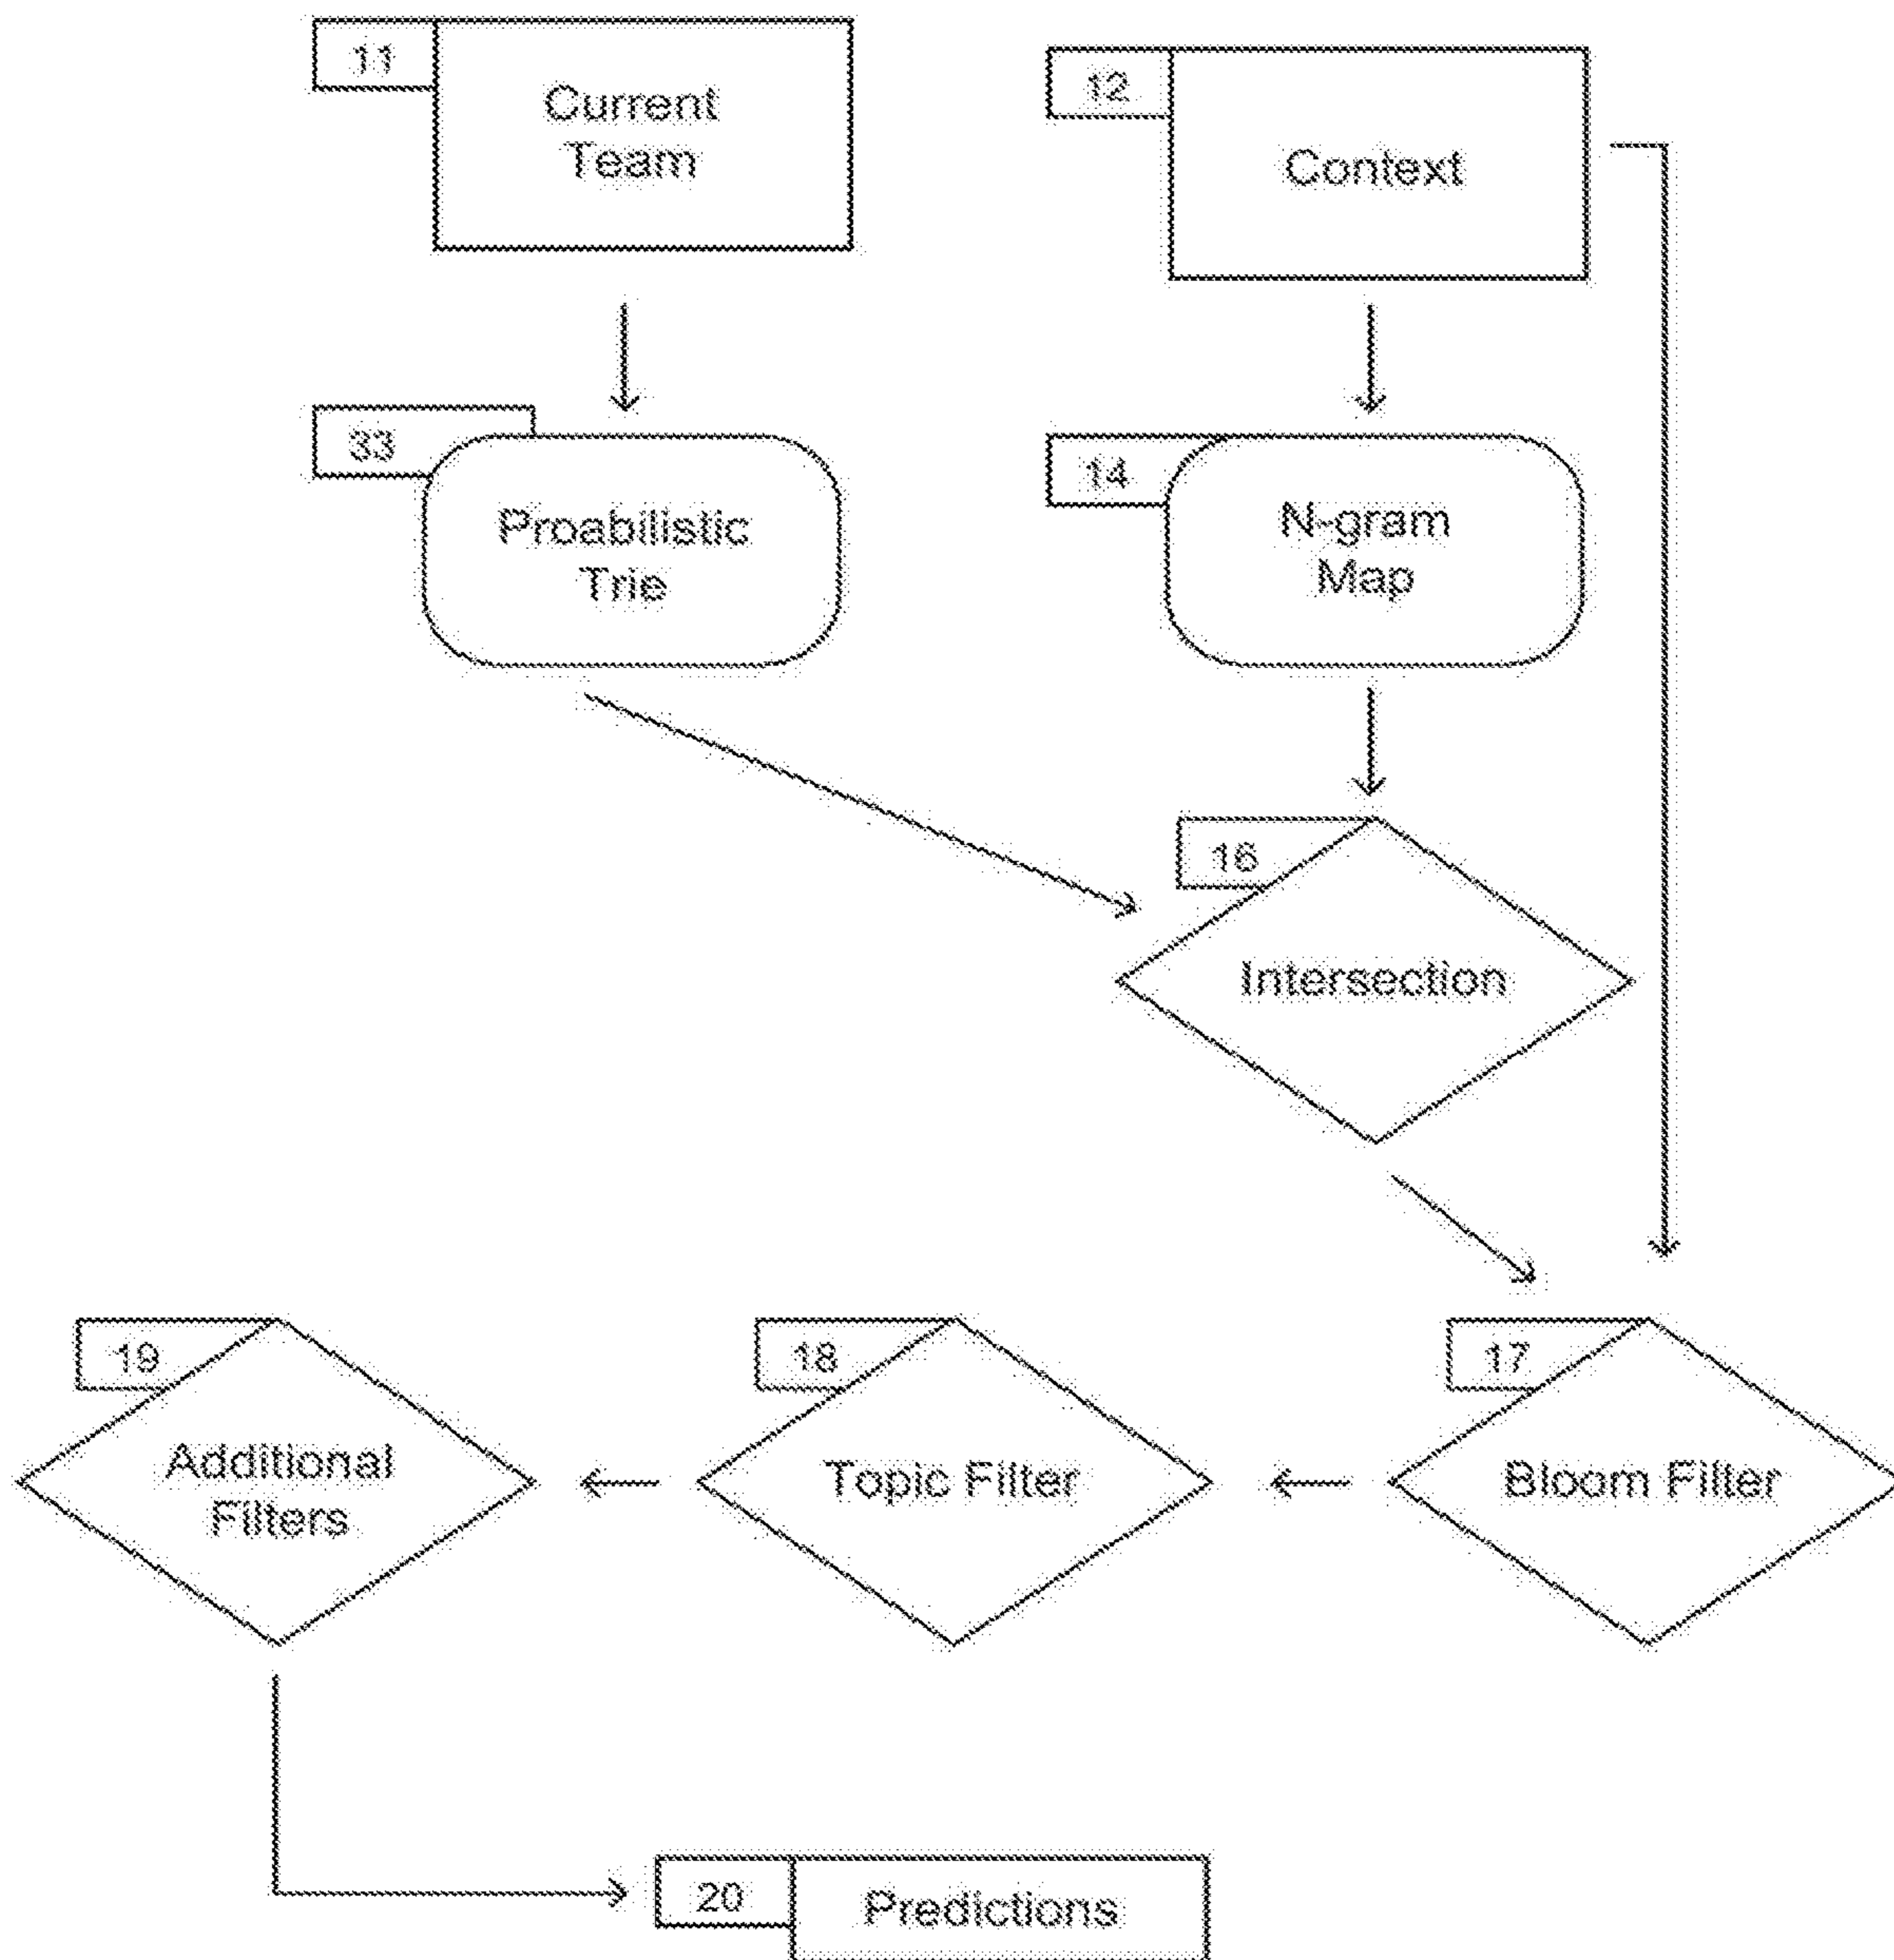 11
Current
Team
12
Context
33
Proabilistic
Trie
14
N-gram
Map
16
Intersection
19
Additional
Filters
18
Topic Filter
17
Bloom Filter
20
Predictions